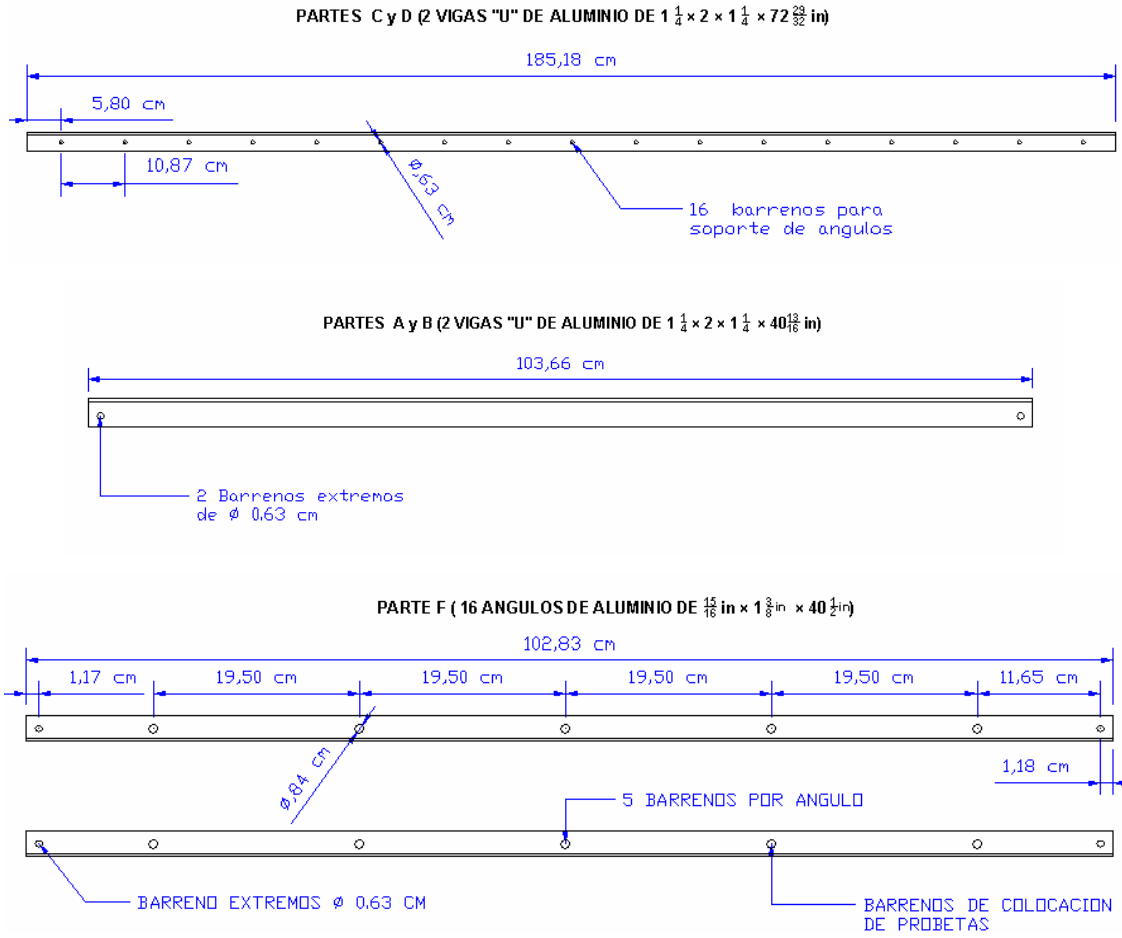 PARTES C y D (2 VIGAS "U" DE ALUMINIO DE 1 1/4 × 2 × 1 1/4 × 72 29/32 in)
185,18 cm
5,80 cm
10,87 cm
Ø,63 cm
16 barrenos para
soporte de angulos
PARTES A y B (2 VIGAS "U" DE ALUMINIO DE 1 1/4 × 2 × 1 1/4 × 40 13/16 in)
103,66 cm
2 Barrenos extremos
de Ø 0.63 cm
PARTE F ( 16 ANGULOS DE ALUMINIO DE 15/16 in × 1 3/8 in × 40 1/2 in)
102,83 cm
1,17 cm 19,50 cm 19,50 cm 19,50 cm 19,50 cm 11,65 cm
Ø,84 cm
1,18 cm
5 BARRENOS POR ANGULO
BARRENO EXTREMOS Ø 0.63 CM
BARRENOS DE COLOCACION
DE PROBETAS